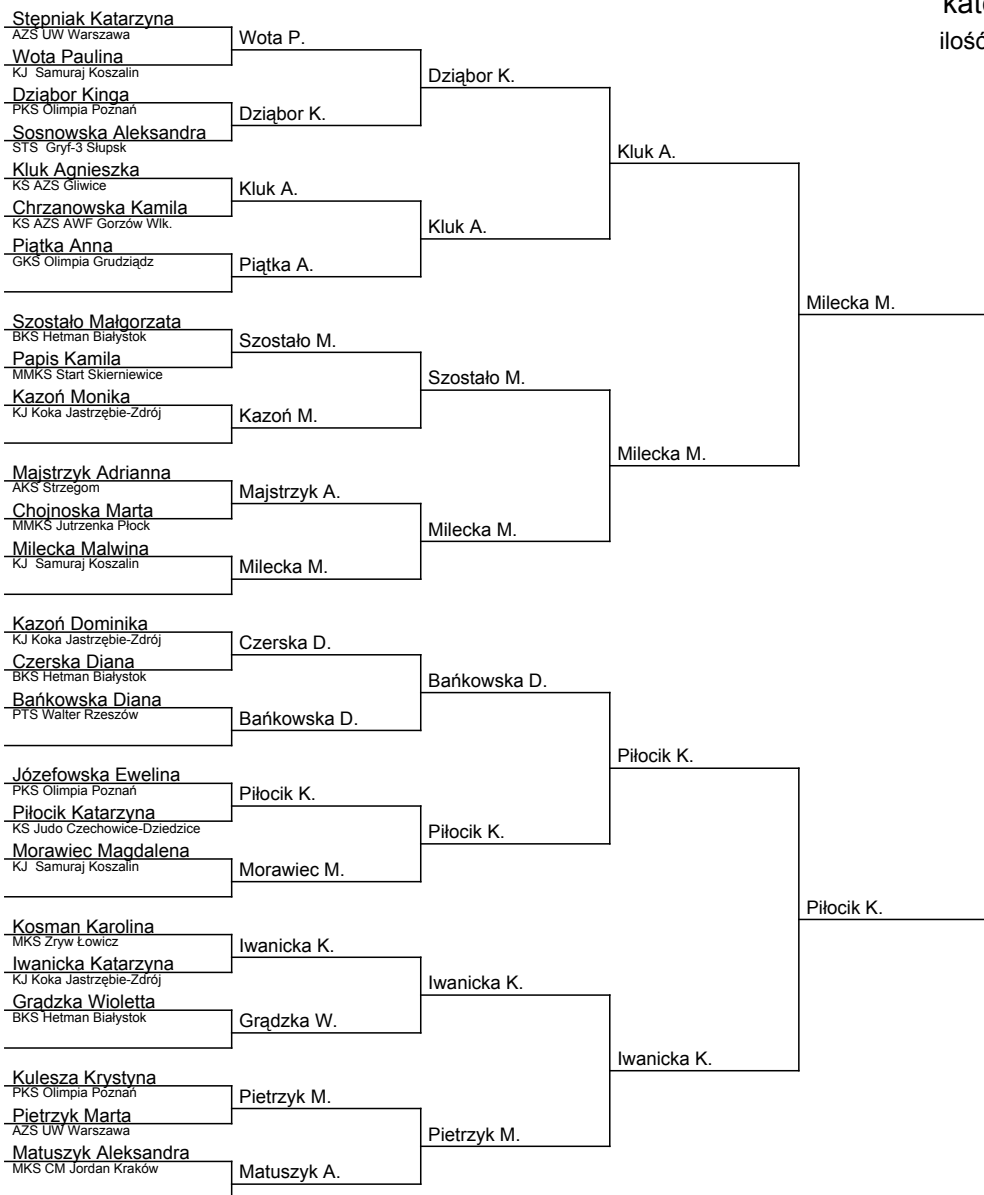 kat
ilość
Stępniak Katarzyna
AZS UW Warszawa
Wota Paulina
KJ Samuraj Koszalin
Dziąbor Kinga
PKS Olimpia Poznań
Sosnowska Aleksandra
STS Gryf-3 Słupsk
Kluk Agnieszka
KS AZS Gliwice
Chrzanowska Kamila
KS AZS AWF Gorzów Wlk.
Piątka Anna
GKS Olimpia Grudziądz
Szostało Małgorzata
BKS Hetman Białystok
Papis Kamila
MMKS Start Skierniewice
Kazoń Monika
KJ Koka Jastrzębie-Zdrój
Majstrzyk Adrianna
AKS Strzegom
Chojnoska Marta
MMKS Jutrzenka Płock
Milecka Malwina
KJ Samuraj Koszalin
Kazoń Dominika
KJ Koka Jastrzębie-Zdrój
Czerska Diana
BKS Hetman Białystok
Bańkowska Diana
PTS Walter Rzeszów
Józefowska Ewelina
PKS Olimpia Poznań
Piłocik Katarzyna
KS Judo Czechowice-Dziedzice
Morawiec Magdalena
KJ Samuraj Koszalin
Kosman Karolina
MKS Zryw Łowicz
Iwanicka Katarzyna
KJ Koka Jastrzębie-Zdrój
Grądzka Wioletta
BKS Hetman Białystok
Kulesza Krystyna
PKS Olimpia Poznań
Pietrzyk Marta
AZS UW Warszawa
Matuszyk Aleksandra
MKS CM Jordan Kraków
Wota P.
Dziąbor K.
Kluk A.
Piątka A.
Szostało M.
Kazoń M.
Majstrzyk A.
Milecka M.
Czerska D.
Bańkowska D.
Piłocik K.
Morawiec M.
Iwanicka K.
Grądzka W.
Pietrzyk M.
Matuszyk A.
Dziąbor K.
Kluk A.
Szostało M.
Milecka M.
Bańkowska D.
Piłocik K.
Iwanicka K.
Pietrzyk M.
Kluk A.
Milecka M.
Piłocik K.
Iwanicka K.
Milecka M.
Piłocik K.